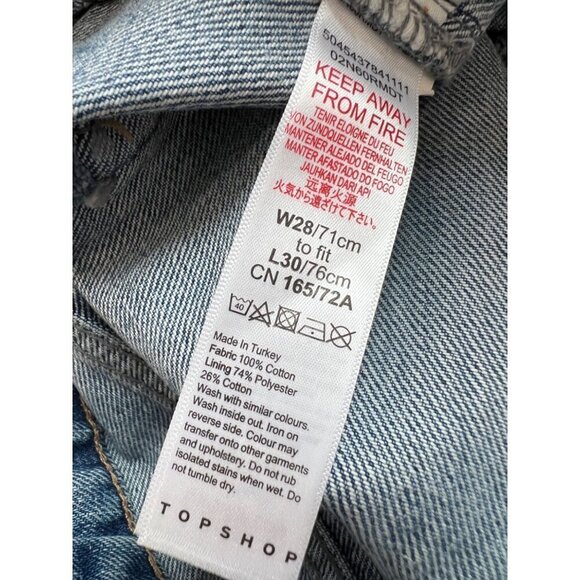 5045437841111
02N60RMDT
KEEP AWAY
FROM FIRE
TENIR ELOIGNE DU FEU
VON ZUNDQUELLEN FERNHALTEN
MANTENER ALEJADO DEL FEUGO
MANTER AFASTADO DO FOGO
JAUHKAN DARI API
远离火源
火気から遠ざけて下さい。
W28/71cm
to fit
L30/76cm
CN 165/72A
40
Made in Turkey
Fabric 100% Cotton
Lining 74% Polyester
26% Cotton
Wash with similar colours.
Wash inside out. Iron on
reverse side. Colour may
transfer onto other garments
and upholstery. Do not rub
isolated stains when wet. Do
not tumble dry.
TOPSHOP